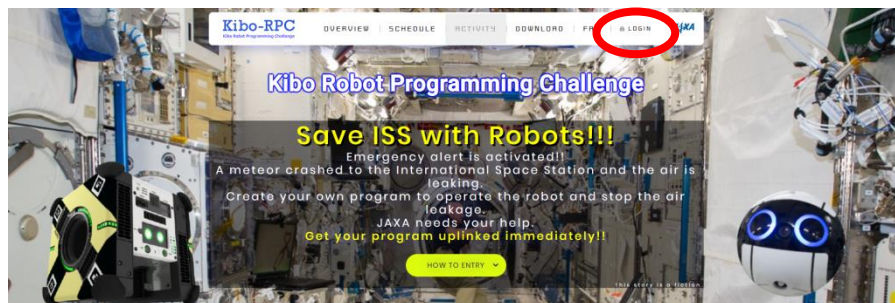 Kibo-RPC
Kibo Robot Programming Challenge
OVERVIEW
SCHEDULE
ACTIVITY
DOWNLOAD
LOGIN
Kibo Robot Programming Challenge
Save ISS with Robots!!!
Emergency alert is activated!!
A meteor crashed to the International Space Station and the air is
leaking.
Create your own program to operate the robot and stop the air
leakage.
JAXA needs your help.
Get your program uplinked immediately!!
HOW TO ENTRY
This story is a fiction